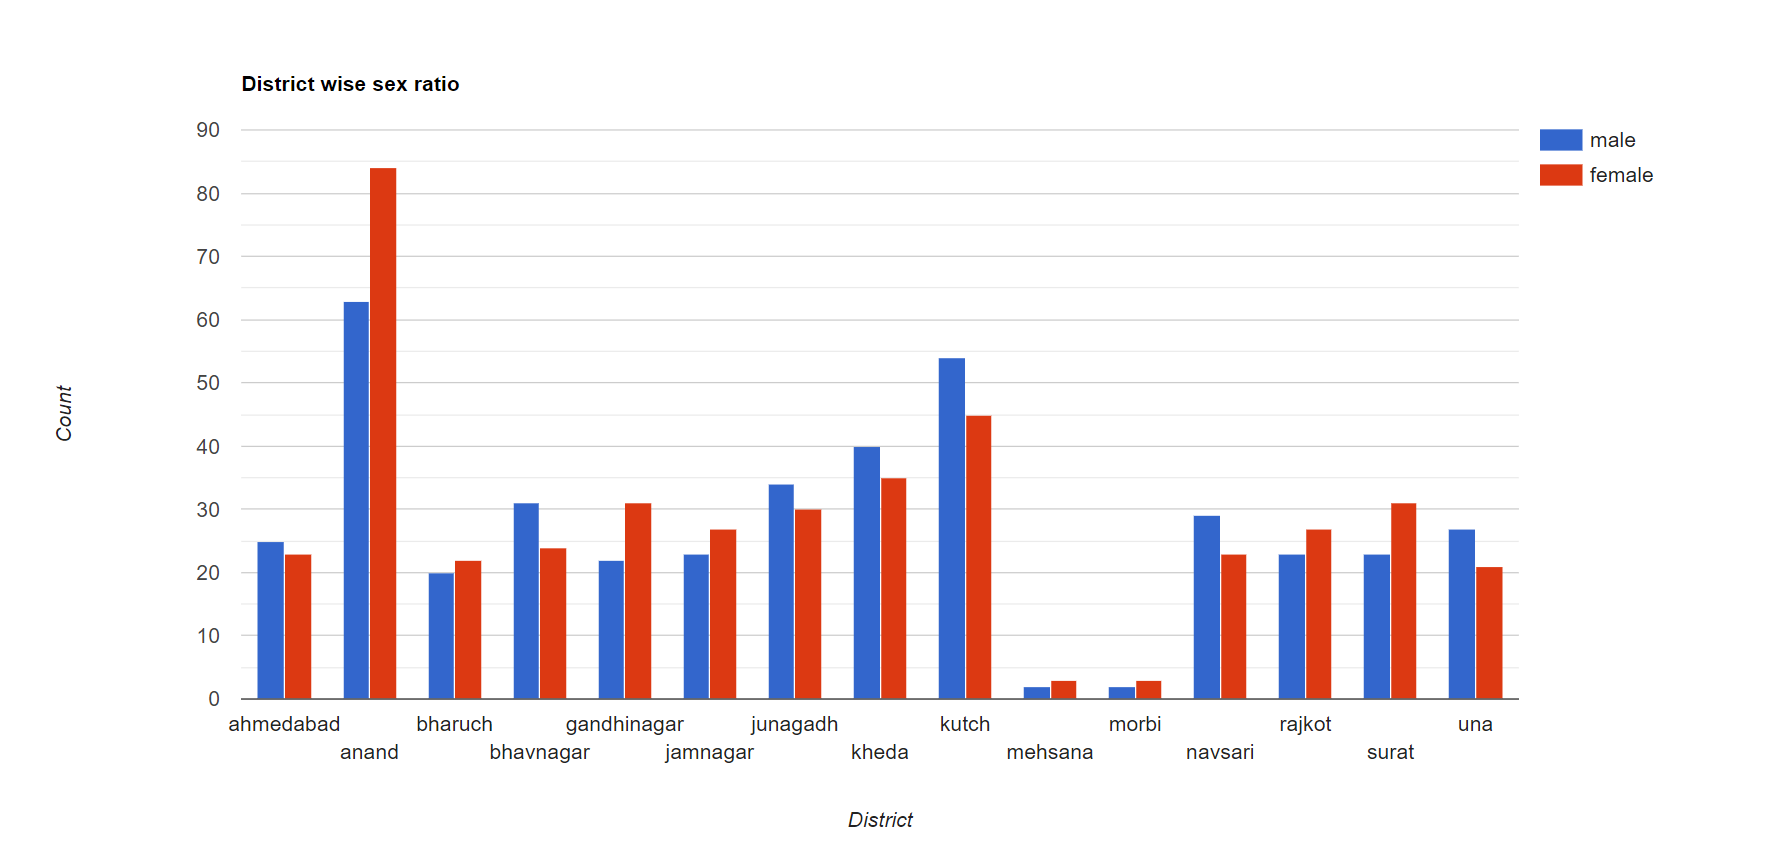 District wise sex ratio
male
female
90
80
70
60
50
40
30
20
10
0
Count
ahmedabad bharuch gandhinagar junagadh kutch morbi rajkot una
anand bhavnagar jamnagar kheda mehsana navsari surat
District